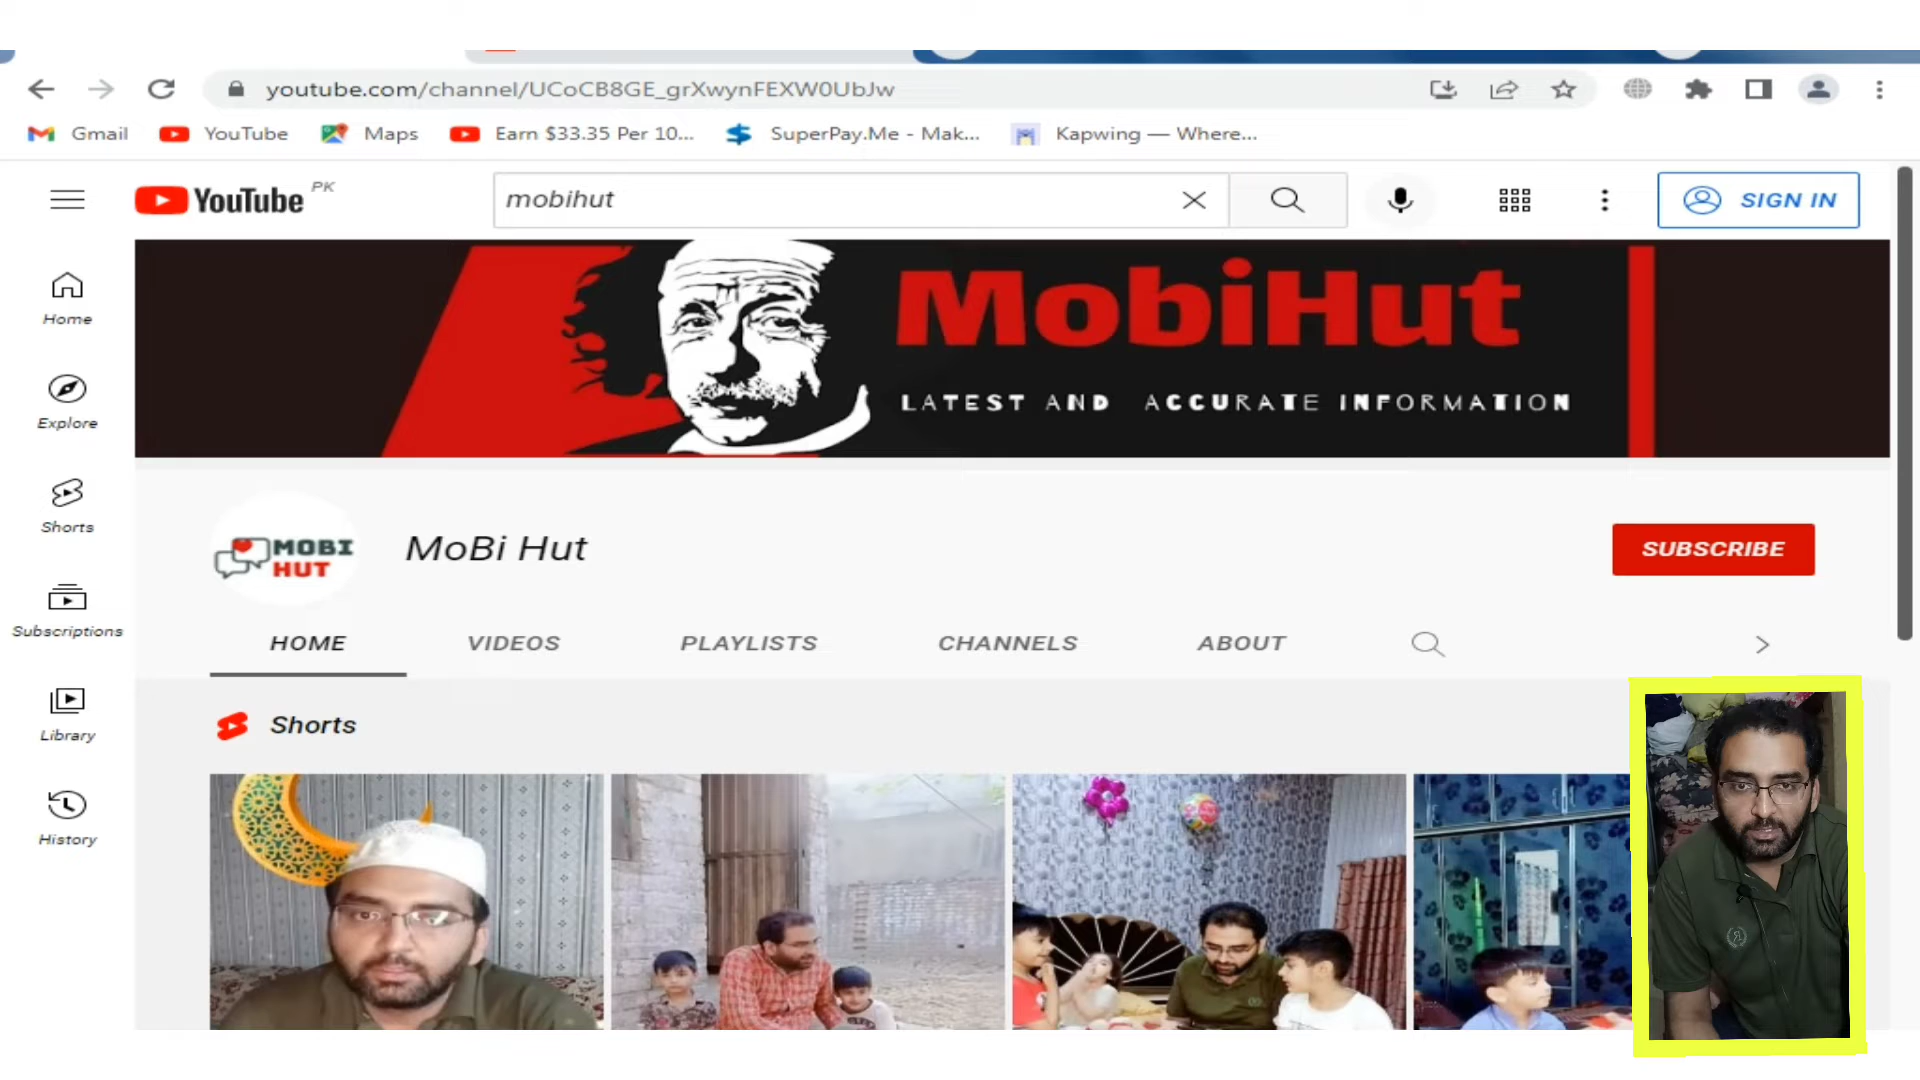 youtube.com/channel/UCoCB8GE_grXwynFEXW0UbJw
Gmail
YouTube
Maps
Earn $33.35 Per 10...
SuperPay.Me - Mak...
Kapwing — Where...
YouTube PK
mobihut
SIGN IN
Home
Explore
Shorts
Subscriptions
Library
History
MobiHut
LATEST AND ACCURATE INFORMATION
MOBI
HUT
MoBi Hut
SUBSCRIBE
HOME
VIDEOS
PLAYLISTS
CHANNELS
ABOUT
Shorts